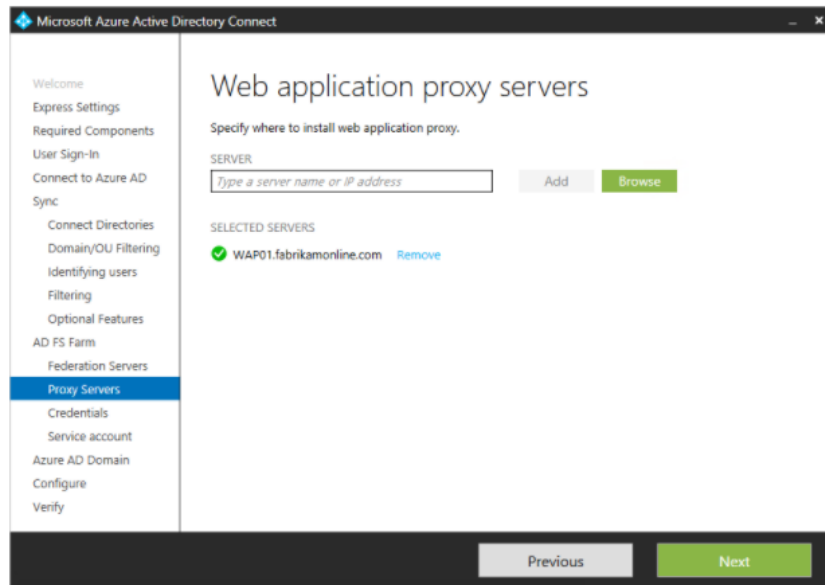 Microsoft Azure Active Directory Connect
Welcome
Express Settings
Required Components
User Sign-In
Connect to Azure AD
Sync
Connect Directories
Domain/OU Filtering
Identifying users
Filtering
Optional Features
AD FS Farm
Federation Servers
Proxy Servers
Credentials
Service account
Azure AD Domain
Configure
Verify
Web application proxy servers
Specify where to install web application proxy.
SERVER
Type a server name or IP address
Add
Browse
SELECTED SERVERS
WAP01.fabrikamonline.com Remove
Previous
Next